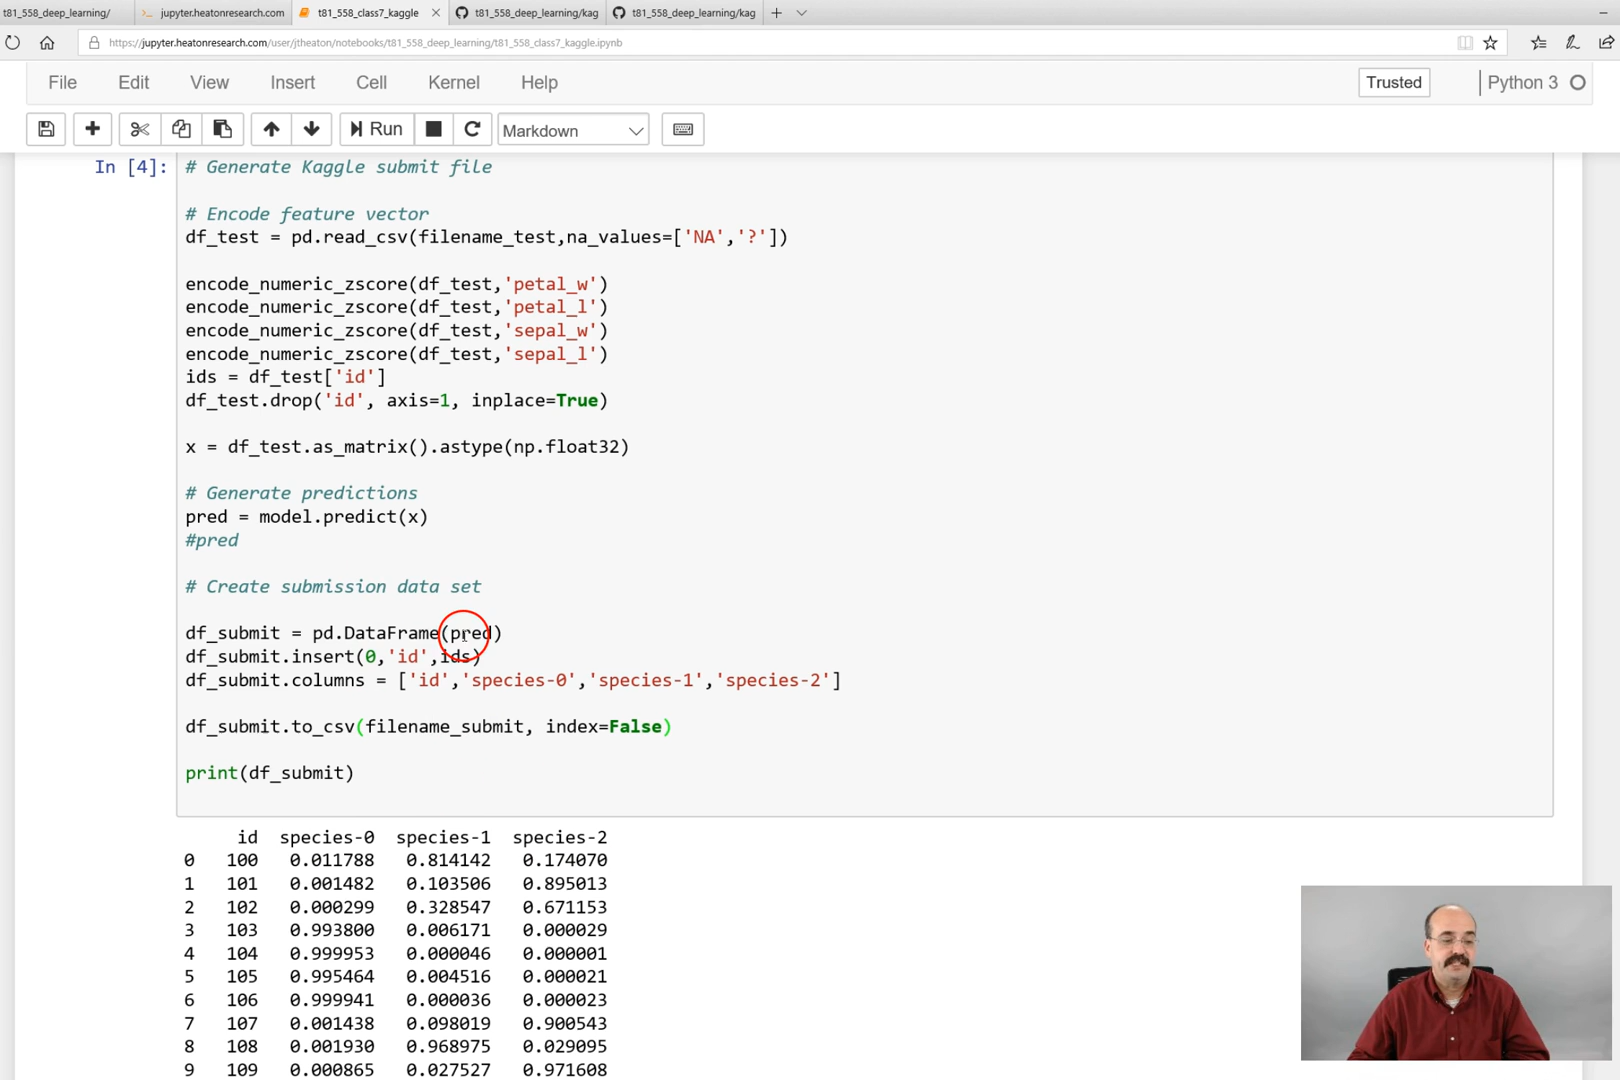 t81_558_deep_learning/
jupyter.heatonresearch.com
t81_558_class7_kaggle
t81_558_deep_learning/kag
t81_558_deep_learning/kag
https://jupyter.heatonresearch.com/user/jtheaton/notebooks/t81_558_deep_learning/t81_558_class7_kaggle.ipynb
File Edit View Insert Cell Kernel Help Trusted Python 3
Run Markdown
In [4]: # Generate Kaggle submit file
# Encode feature vector
df_test = pd.read_csv(filename_test,na_values=['NA','?'])
encode_numeric_zscore(df_test,'petal_w')
encode_numeric_zscore(df_test,'petal_l')
encode_numeric_zscore(df_test,'sepal_w')
encode_numeric_zscore(df_test,'sepal_l')
ids = df_test['id']
df_test.drop('id', axis=1, inplace=True)
x = df_test.as_matrix().astype(np.float32)
# Generate predictions
pred = model.predict(x)
#pred
# Create submission data set
df_submit = pd.DataFrame(pred)
df_submit.insert(0,'id',ids)
df_submit.columns = ['id','species-0','species-1','species-2']
df_submit.to_csv(filename_submit, index=False)
print(df_submit)
id species-0 species-1 species-2
0 100 0.011788 0.814142 0.174070
1 101 0.001482 0.103506 0.895013
2 102 0.000299 0.328547 0.671153
3 103 0.993800 0.006171 0.000029
4 104 0.999953 0.000046 0.000001
5 105 0.995464 0.004516 0.000021
6 106 0.999941 0.000036 0.000023
7 107 0.001438 0.098019 0.900543
8 108 0.001930 0.968975 0.029095
9 109 0.000865 0.027527 0.971608